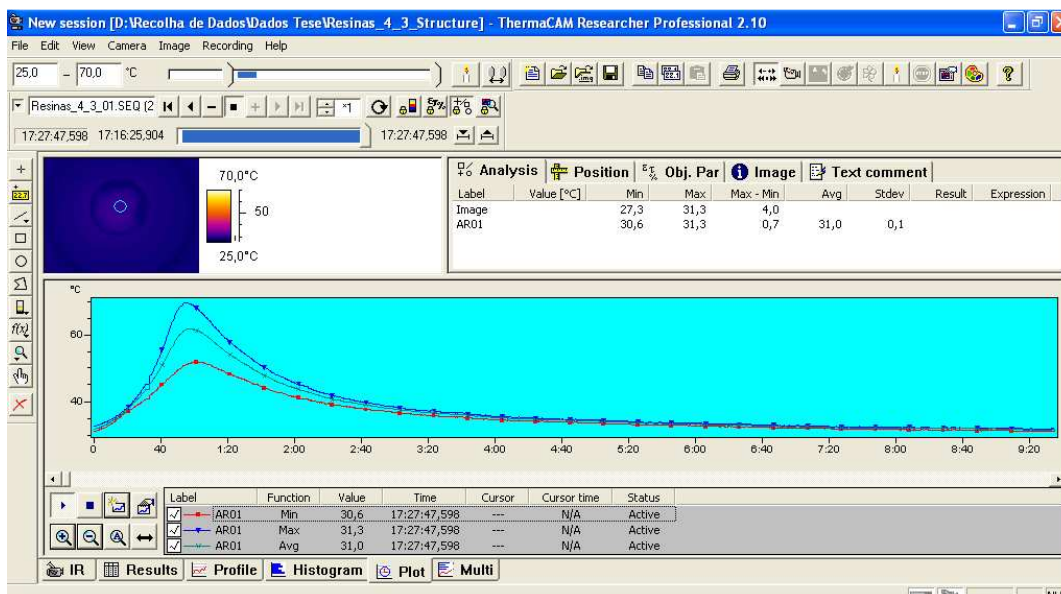 New session [D:\Recolha de Dados\Dados Tese\Resinas_4_3_Structure] - ThermaCAM Researcher Professional 2.10
File Edit View Camera Image Recording Help
25,0 - 70,0 °C
Resinas_4_3_01.SEQ (2
17:27:47,598 17:16:25,904 17:27:47,598
70,0°C
50
25,0°C
Analysis Position Obj. Par Image Text comment
Label Value [°C] Min Max Max - Min Avg Stdev Result Expression
Image 27,3 31,3 4,0
AR01 30,6 31,3 0,7 31,0 0,1
°C
60
40
0 40 1:20 2:00 2:40 3:20 4:00 4:40 5:20 6:00 6:40 7:20 8:00 8:40 9:20
Label Function Value Time Cursor Cursor time Status
AR01 Min 30,6 17:27:47,598 --- N/A Active
AR01 Max 31,3 17:27:47,598 --- N/A Active
AR01 Avg 31,0 17:27:47,598 --- N/A Active
IR Results Profile Histogram Plot Multi